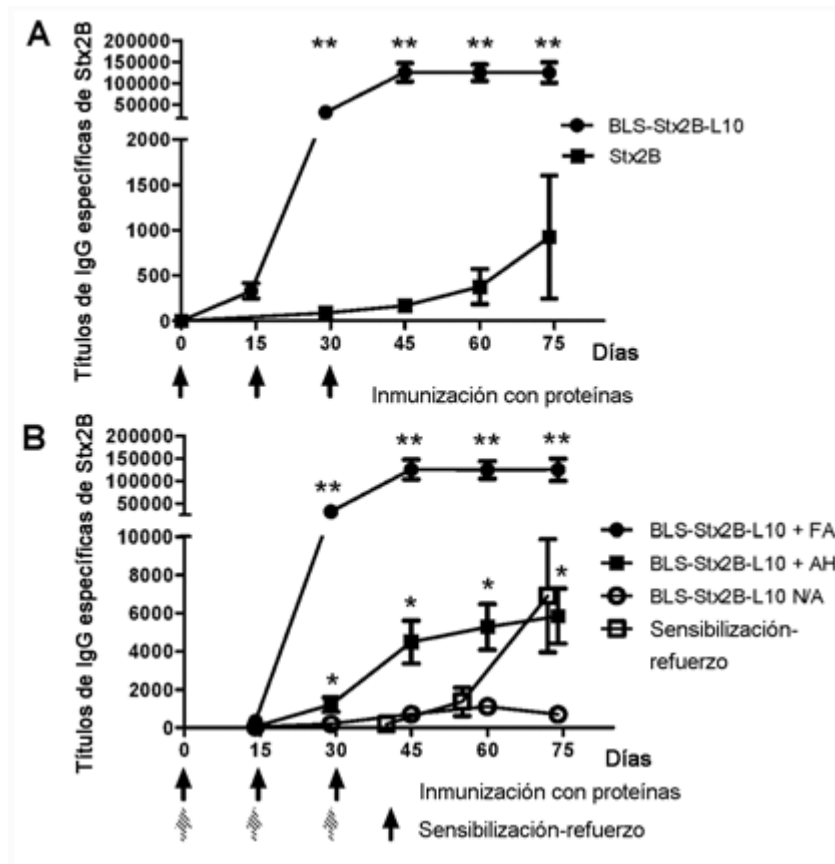 A
Títulos de IgG específicas de Stx2B
200000
150000
100000
50000
2000
1500
1000
500
0
** ** ** **
BLS-Stx2B-L10
Stx2B
0 15 30 45 60 75 Días
Inmunización con proteínas
B
Títulos de IgG específicas de Stx2B
200000
150000
100000
50000
10000
8000
6000
4000
2000
0
** ** ** **
* * * *
BLS-Stx2B-L10 + FA
BLS-Stx2B-L10 + AH
BLS-Stx2B-L10 N/A
Sensibilización-
refuerzo
0 15 30 45 60 75 Días
Inmunización con proteínas
Sensibilización-refuerzo